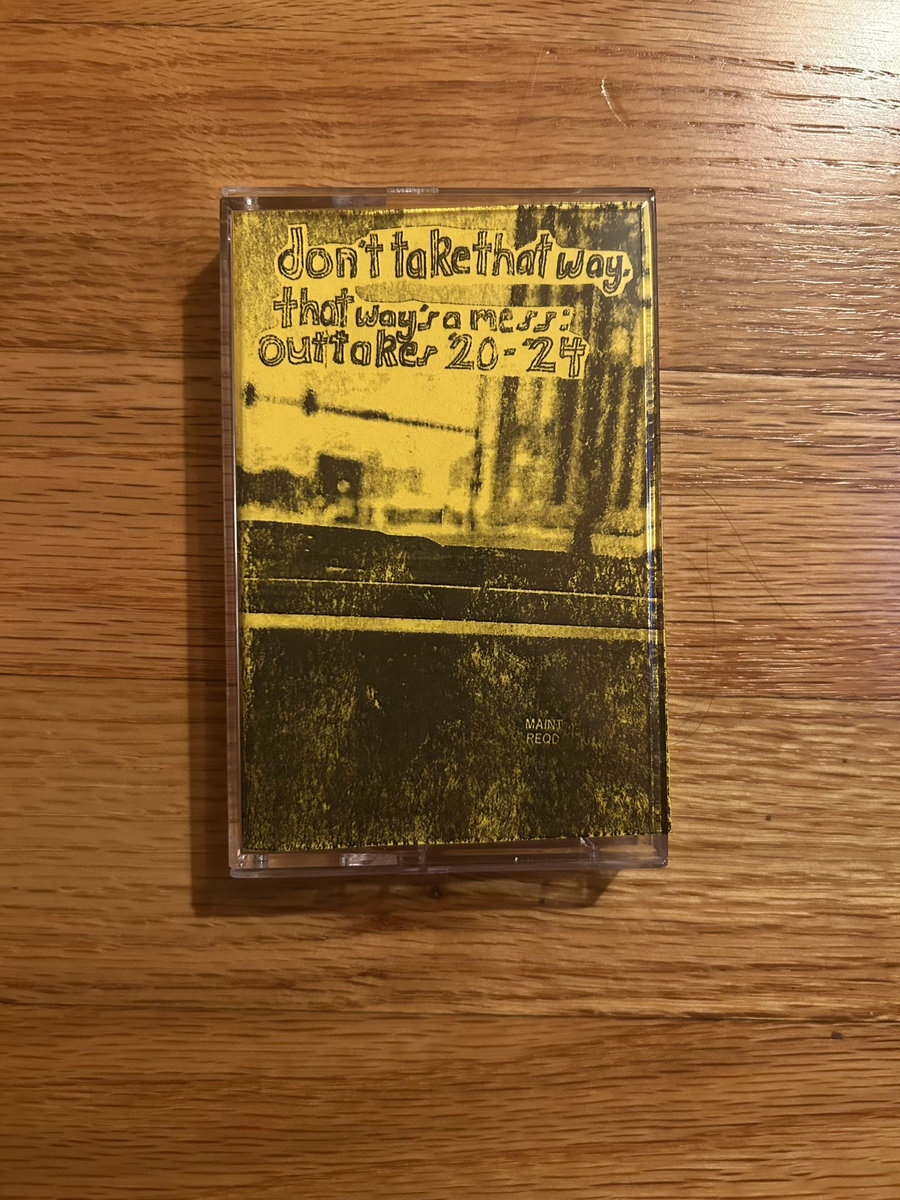 don't take that way,
that way's a mess:
outtakes '20-'24
MAINT
REQD